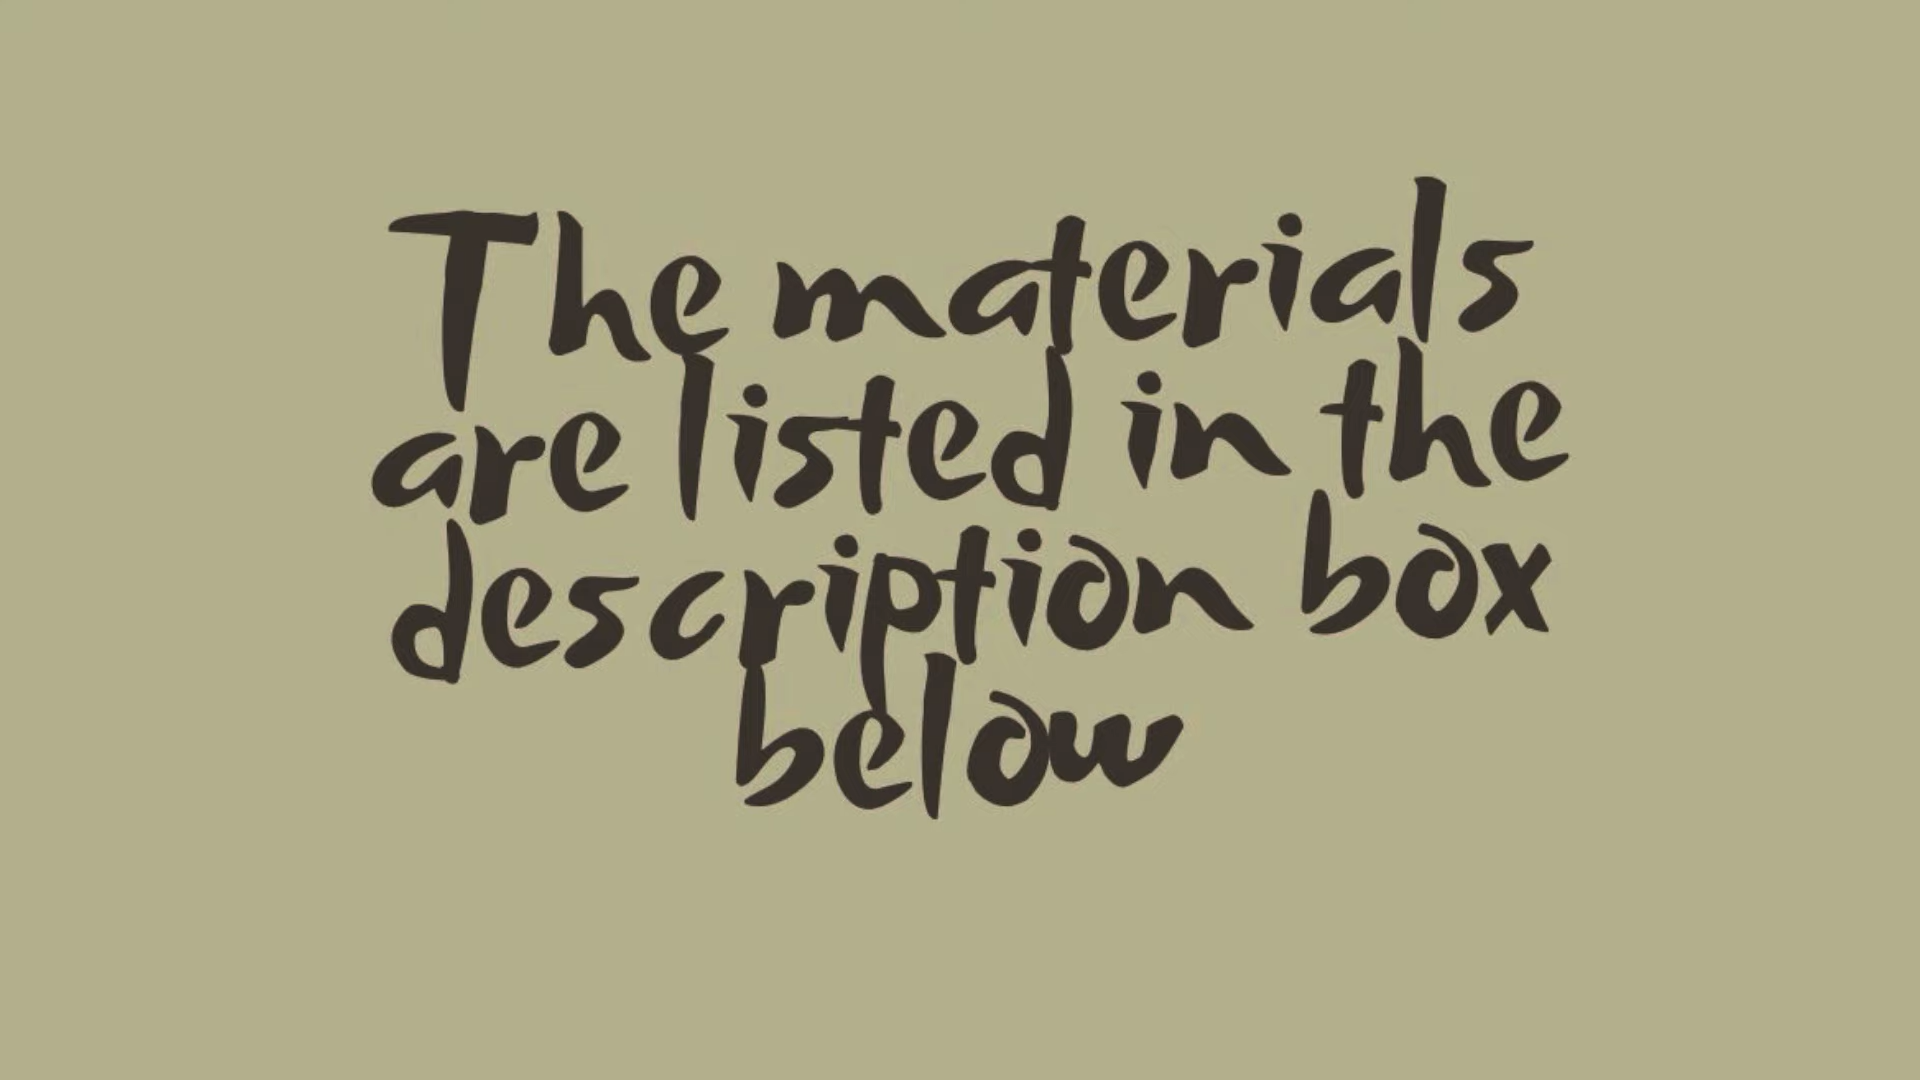 The materials
are listed in the
description box
below